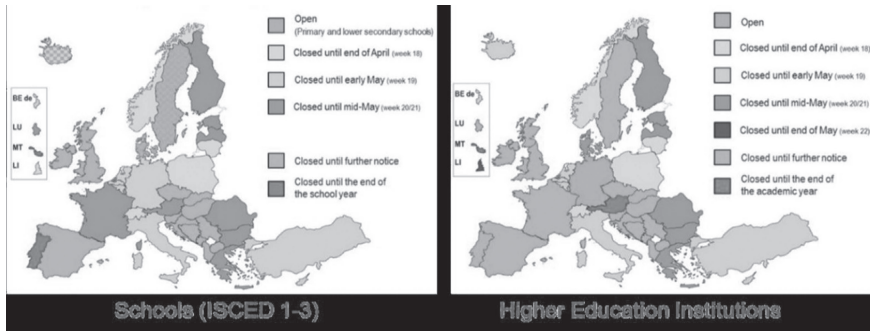 Open
(Primary and lower secondary schools)
Closed until end of April (week 18)
Closed until early May (week 19)
Closed until mid-May (week 20/21)
Closed until further notice
Closed until the end of
the school year
BE de
LU
MT
LI
Schools (ISCED 1-3)
Open
Closed until end of April (week 18)
Closed until early May (week 19)
Closed until mid-May (week 20/21)
Closed until end of May (week 22)
Closed until further notice
Closed until the end of
the academic year
BE de
LU
MT
LI
Higher Education Institutions